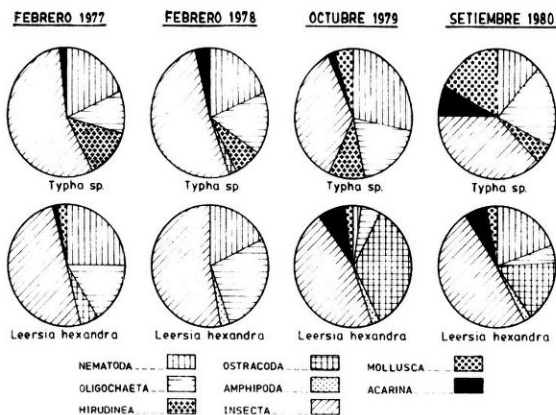 FEBRERO 1977 FEBRERO 1978 OCTUBRE 1979 SETIEMBRE 1980
Typha sp. Typha sp. Typha sp. Typha sp.
Leersia hexandra Leersia hexandra Leersia hexandra Leersia hexandra
NEMATODA OSTRACODA MOLLUSCA
OLIGOCHAETA AMPHIPODA ACARINA
HIRUDINEA INSECTA